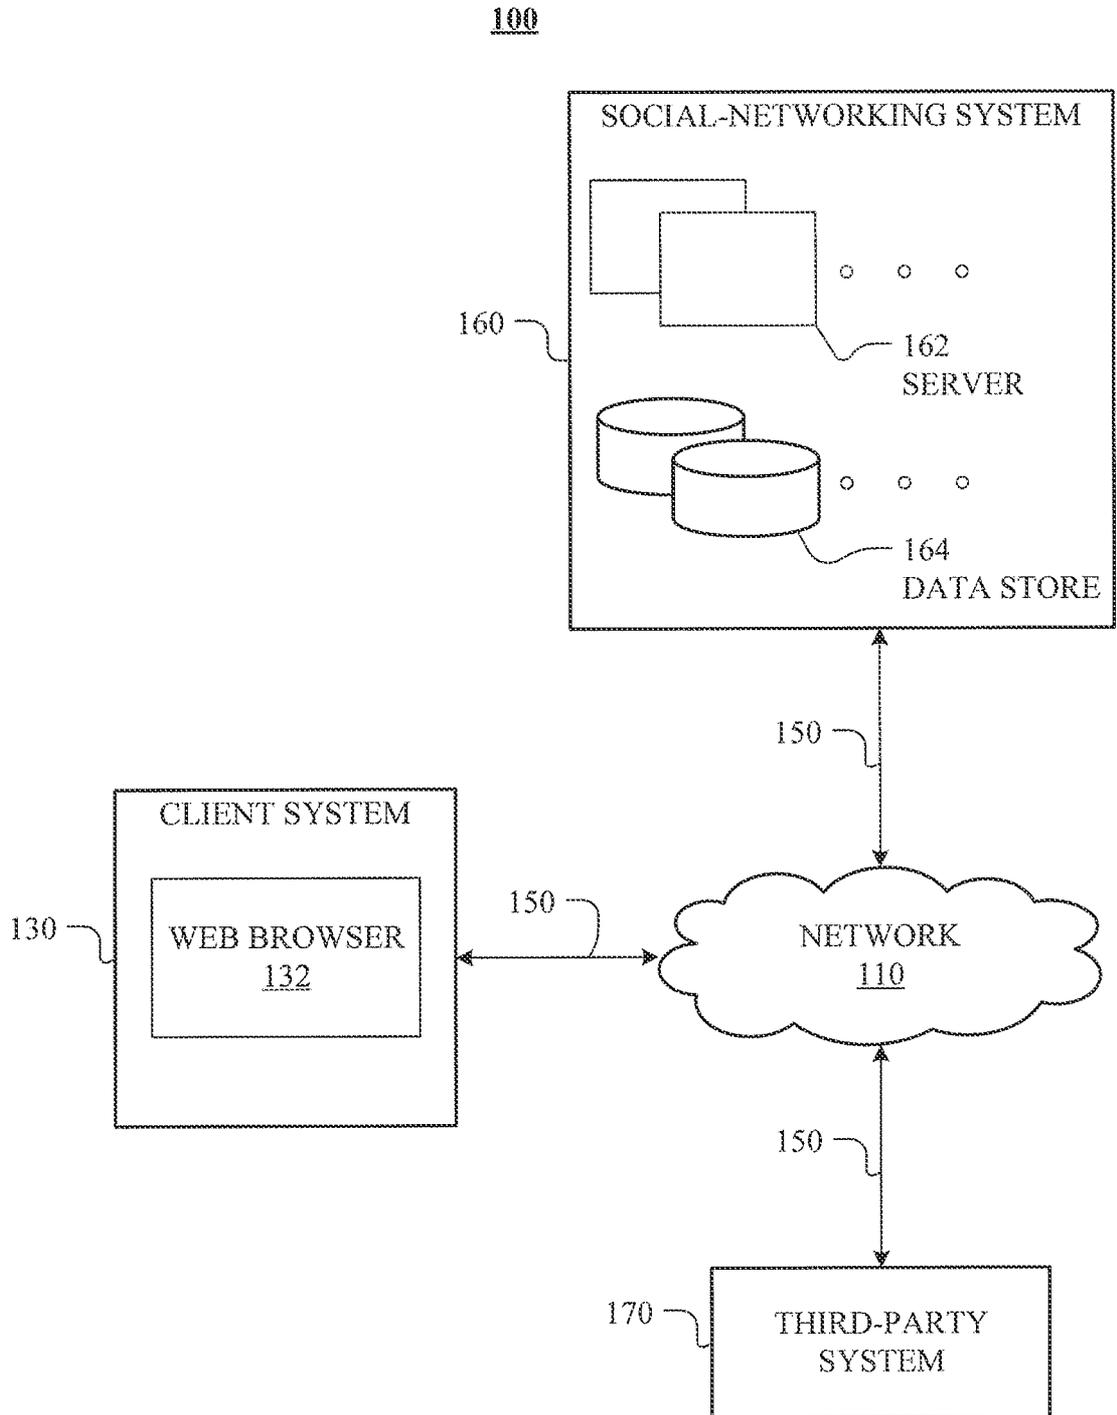 100
SOCIAL-NETWORKING SYSTEM
160
162
SERVER
164
DATA STORE
150
CLIENT SYSTEM
130
WEB BROWSER
132
150
NETWORK
110
150
170
THIRD-PARTY
SYSTEM